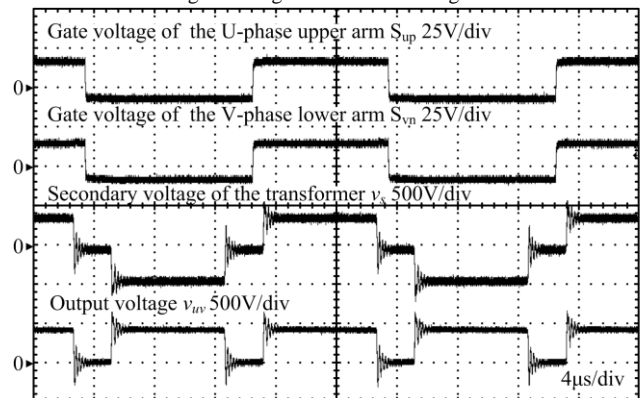 Gate voltage of the U-phase upper arm Sup 25V/div
0
Gate voltage of the V-phase lower arm Svn 25V/div
0
Secondary voltage of the transformer vs 500V/div
0
Output voltage vuv 500V/div
0
4μs/div